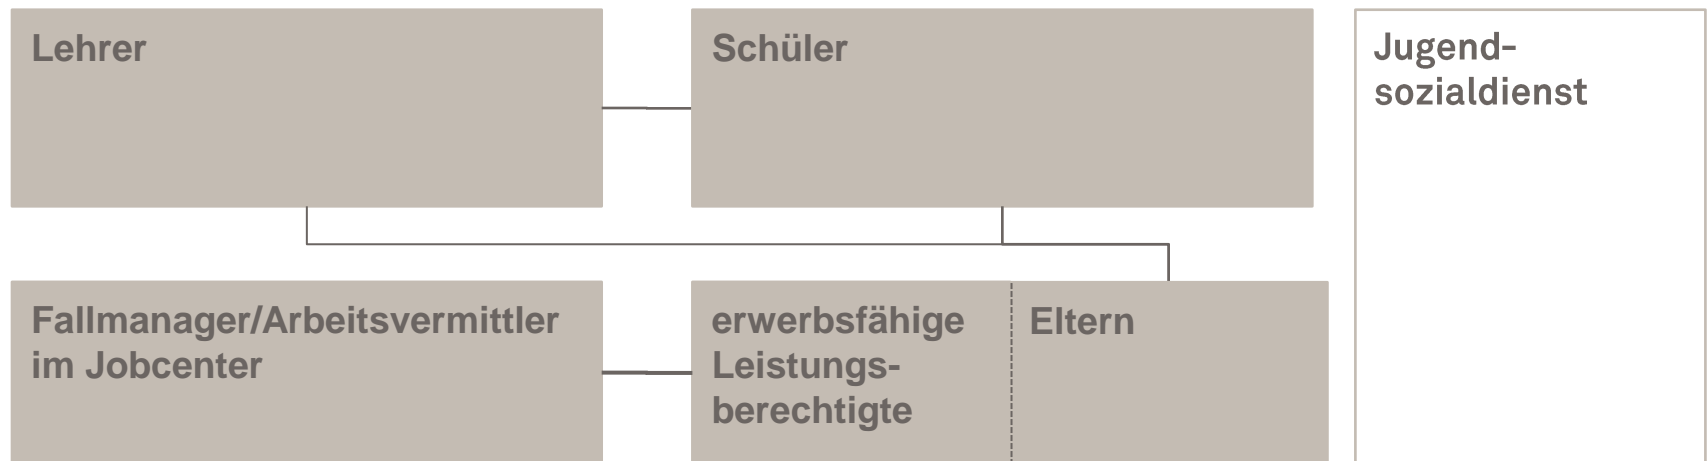 Lehrer
Schüler
Jugend-
sozialdienst
Fallmanager/Arbeitsvermittler
im Jobcenter
erwerbsfähige
Leistungs-
berechtigte
Eltern